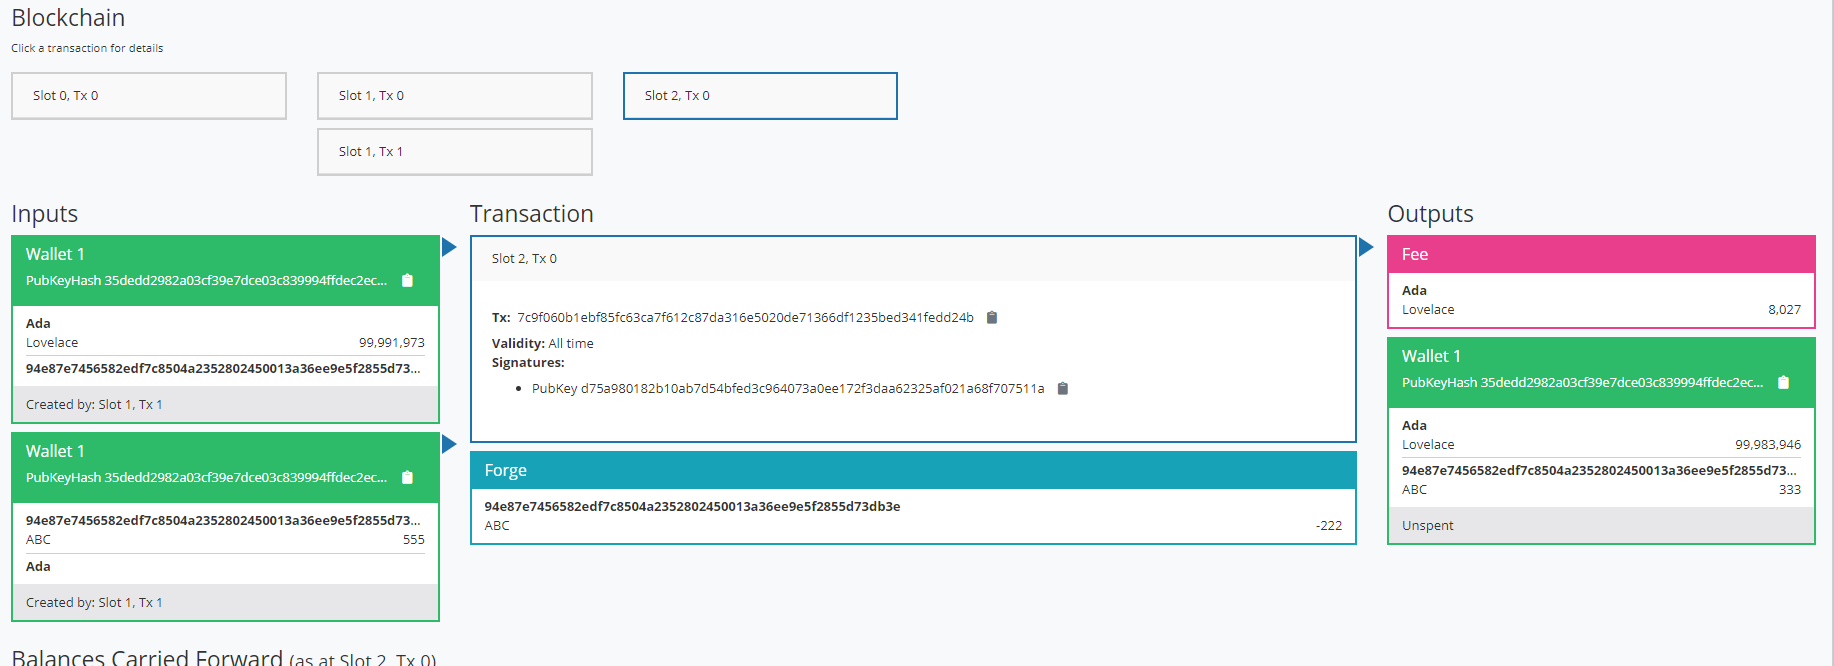 Blockchain
Click a transaction for details
Slot 0, Tx 0
Slot 1, Tx 0
Slot 2, Tx 0
Slot 1, Tx 1
Inputs
Wallet 1
PubKeyHash 35dedd2982a03cf39e7dce03c839994ffdec2ec...
Ada
Lovelace 99,991,973
94e87e7456582edf7c8504a2352802450013a36ee9e5f2855d73...
Created by: Slot 1, Tx 1
Wallet 1
PubKeyHash 35dedd2982a03cf39e7dce03c839994ffdec2ec...
94e87e7456582edf7c8504a2352802450013a36ee9e5f2855d73...
ABC 555
Ada
Created by: Slot 1, Tx 1
Transaction
Slot 2, Tx 0
Tx: 7c9f060b1ebf85fc63ca7f612c87da316e5020de71366df1235bed341fedd24b
Validity: All time
Signatures:
• PubKey d75a980182b10ab7d54bfed3c964073a0ee172f3daa62325af021a68f707511a
Forge
94e87e7456582edf7c8504a2352802450013a36ee9e5f2855d73db3e
ABC -222
Outputs
Fee
Ada
Lovelace 8,027
Wallet 1
PubKeyHash 35dedd2982a03cf39e7dce03c839994ffdec2ec...
Ada
Lovelace 99,983,946
94e87e7456582edf7c8504a2352802450013a36ee9e5f2855d73...
ABC 333
Unspent
Balances Carried Forward (as at Slot 2, Tx 0)